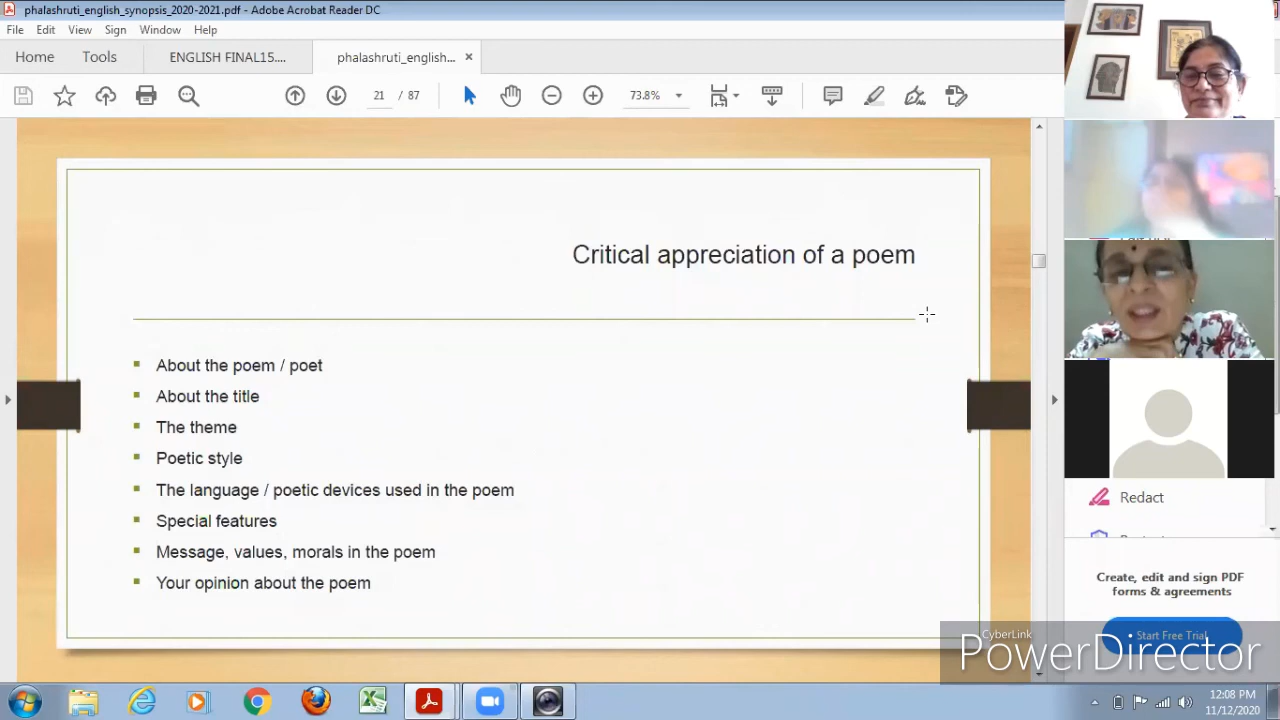 phalashruti_english_synopsis_2020-2021.pdf - Adobe Acrobat Reader DC
File Edit View Sign Window Help
Home Tools ENGLISH FINAL15.... phalashruti_english... ×
21 / 87 73.8%
Critical appreciation of a poem
About the poem / poet
About the title
The theme
Poetic style
The language / poetic devices used in the poem
Special features
Message, values, morals in the poem
Your opinion about the poem
Redact
Create, edit and sign PDF
forms & agreements
Start Free Trial
CyberLink
PowerDirector
12:08 PM
11/12/2020